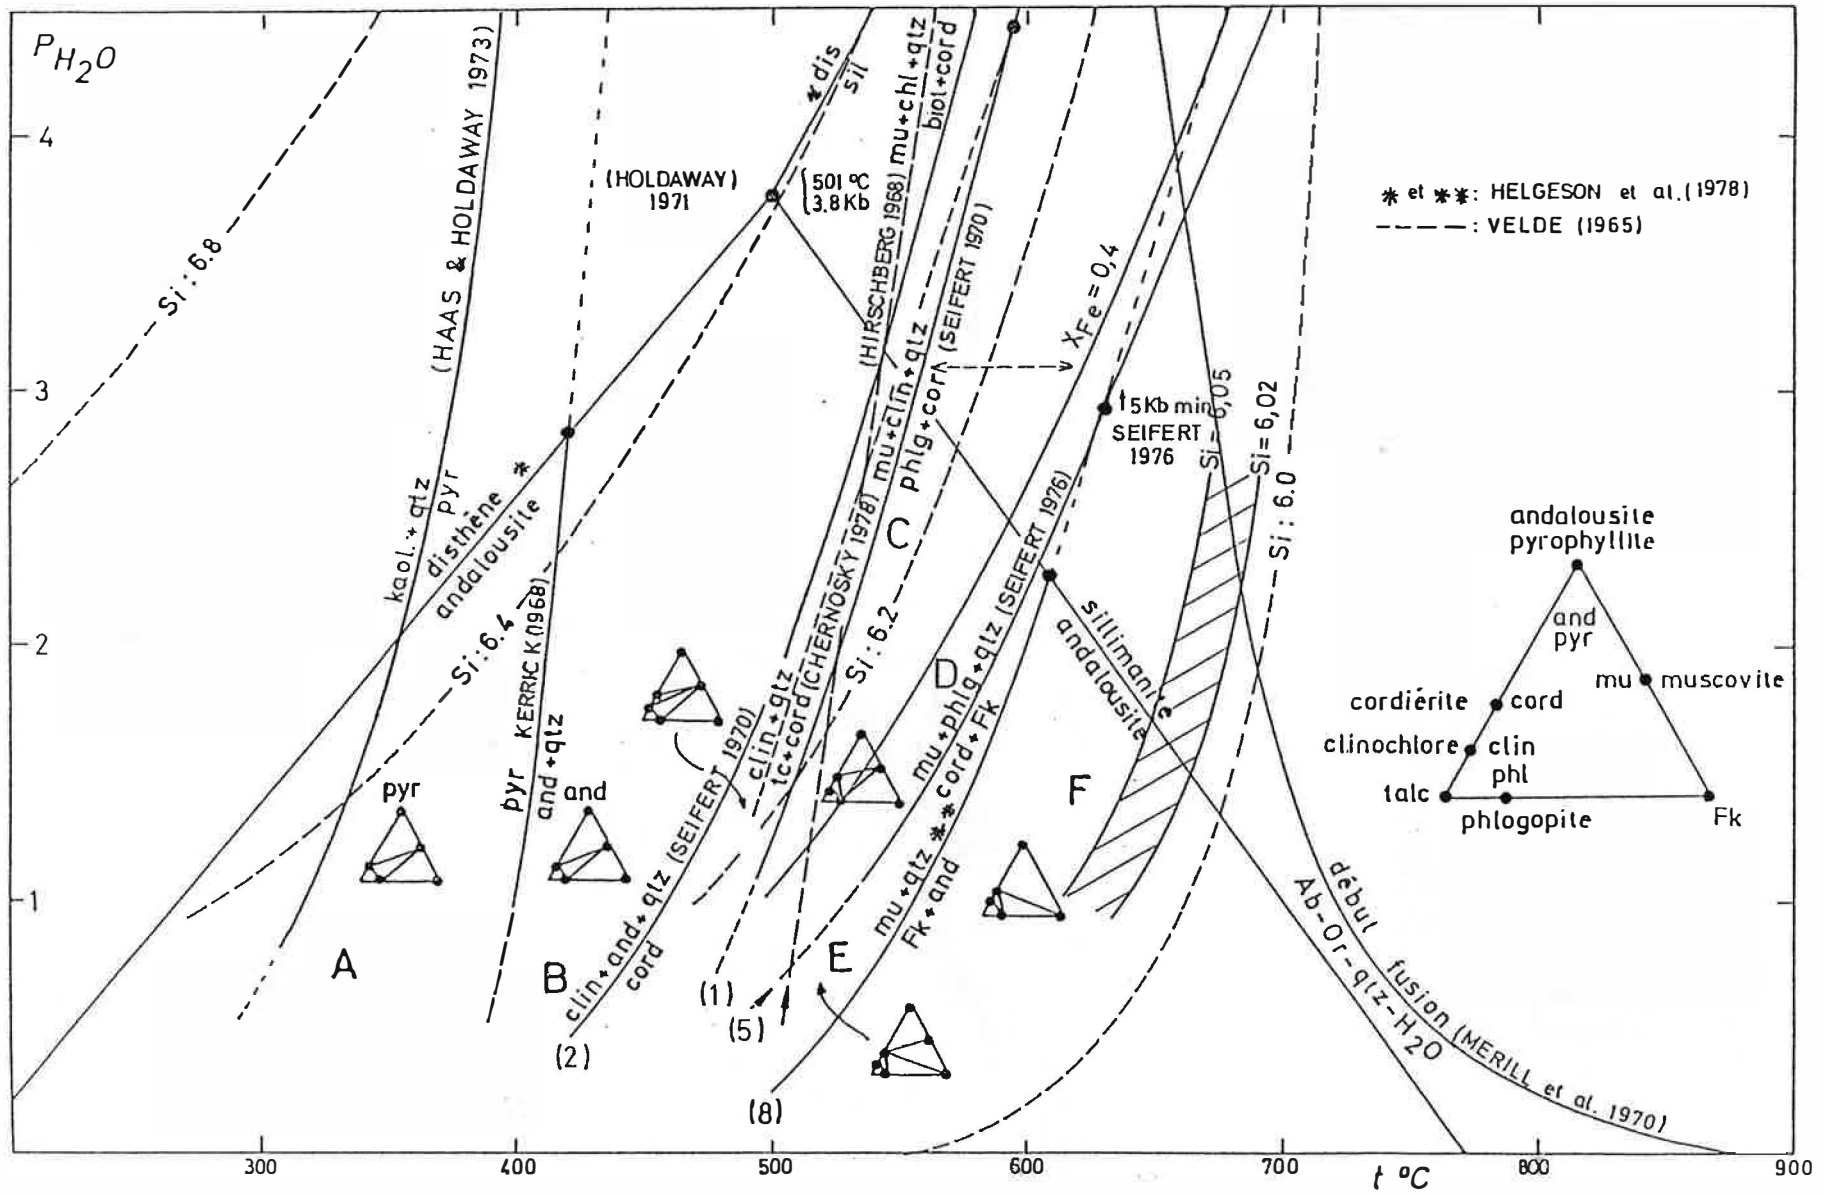 PH2O
4
3
2
1
300
400
500
600
700
800
900
t °C
Si: 6.8
(HAAS & HOLDAWAY 1973)
kaol.+qtz
pyr
disthène *
andalousite
Si: 6.4
pyr KERRICK (1968)
and+qtz
(HOLDAWAY)
1971
501 °C
3.8 Kb
* dis
sil
(HIRSCHBERG 1968) mu+chl+qtz
biot+cord
mu+clin+qtz
phlg+cord (SEIFERT 1970)
clin+qtz
tc+cord (CHERNOSKY 1978)
clin+and+qtz (SEIFERT 1970)
cord
Si: 6.2
XFe=0,4
↑5Kb min
SEIFERT
1976
mu+phlg+qtz (SEIFERT 1976)
cord+Fk
mu+qtz **
Fk+and
sillimanite
andalousite
Si=6,05
Si=6,02
Si: 6.0
début fusion (MERILL et al. 1970)
Ab-Or-qtz-H2O
A
B
C
D
E
F
(1)
(2)
(5)
(8)
pyr
and
* et **: HELGESON et al.(1978)
-----: VELDE (1965)
andalousite
pyrophyllite
and
pyr
mu muscovite
cordiérite cord
clinochlore clin
phl
talc
phlogopite
Fk